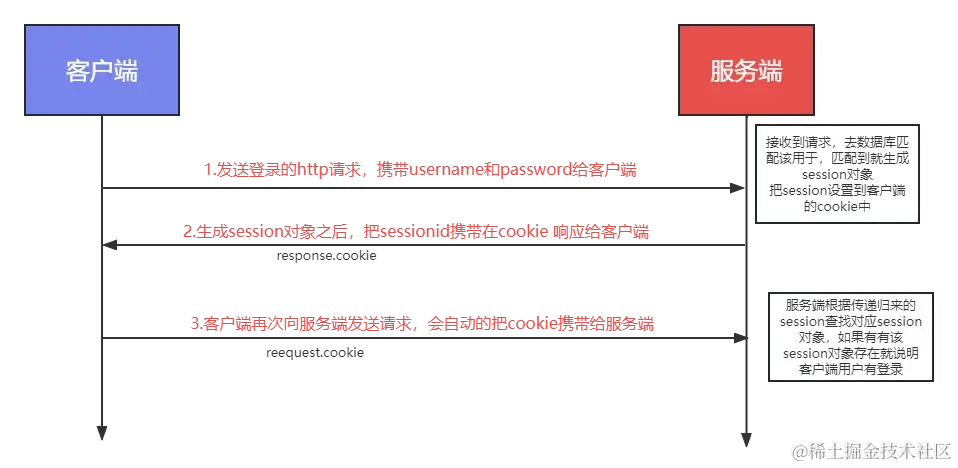 客户端
服务端
接收到请求，去数据库匹
配该用于，匹配到就生成
session对象
把session设置到客户端
的cookie中
1.发送登录的http请求，携带username和password给客户端
2.生成session对象之后，把sessionid携带在cookie 响应给客户端
response.cookie
服务端根据传递归来的
session查找对应session
对象，如果有有该
session对象存在就说明
客户端用户有登录
3.客户端再次向服务端发送请求，会自动的把cookie携带给服务端
reequest.cookie
@稀土掘金技术社区